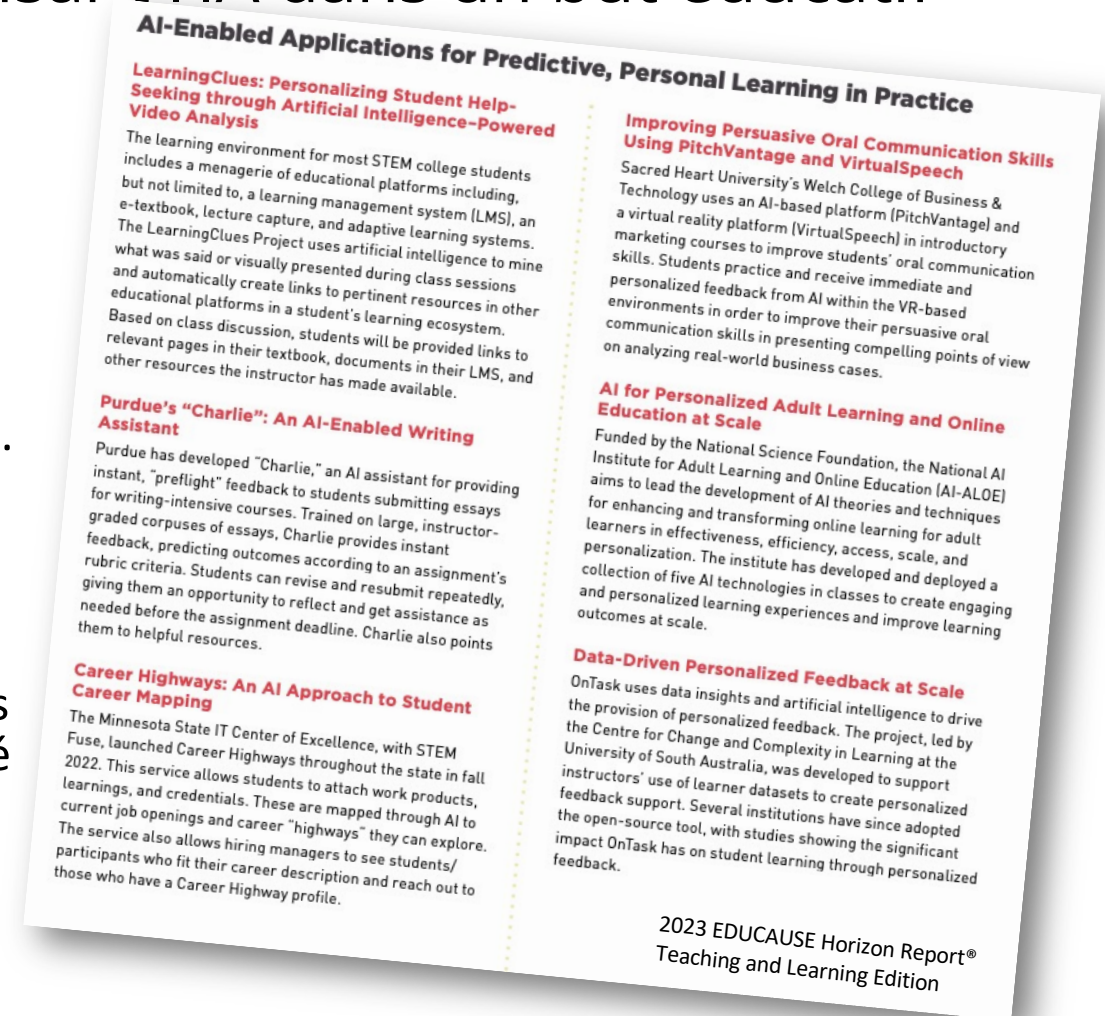 AI-Enabled Applications for Predictive, Personal Learning in Practice
LearningClues: Personalizing Student Help-
Seeking through Artificial Intelligence–Powered
Video Analysis
The learning environment for most STEM college students
includes a menagerie of educational platforms including,
but not limited to, a learning management system (LMS), an
e-textbook, lecture capture, and adaptive learning systems.
The LearningClues Project uses artificial intelligence to mine
what was said or visually presented during class sessions
and automatically create links to pertinent resources in other
educational platforms in a student's learning ecosystem.
Based on class discussion, students will be provided links to
relevant pages in their textbook, documents in their LMS, and
other resources the instructor has made available.
Purdue's “Charlie”: An AI-Enabled Writing
Assistant
Purdue has developed “Charlie,” an AI assistant for providing
instant, “preflight” feedback to students submitting essays
for writing-intensive courses. Trained on large, instructor-
graded corpuses of essays, Charlie provides instant
feedback, predicting outcomes according to an assignment's
rubric criteria. Students can revise and resubmit repeatedly,
giving them an opportunity to reflect and get assistance as
needed before the assignment deadline. Charlie also points
them to helpful resources.
Career Highways: An AI Approach to Student
Career Mapping
The Minnesota State IT Center of Excellence, with STEM
Fuse, launched Career Highways throughout the state in fall
2022. This service allows students to attach work products,
learnings, and credentials. These are mapped through AI to
current job openings and career “highways” they can explore.
The service also allows hiring managers to see students/
participants who fit their career description and reach out to
those who have a Career Highway profile.
Improving Persuasive Oral Communication Skills
Using PitchVantage and VirtualSpeech
Sacred Heart University's Welch College of Business &
Technology uses an AI-based platform (PitchVantage) and
a virtual reality platform (VirtualSpeech) in introductory
marketing courses to improve students' oral communication
skills. Students practice and receive immediate and
personalized feedback from AI within the VR-based
environments in order to improve their persuasive oral
communication skills in presenting compelling points of view
on analyzing real-world business cases.
AI for Personalized Adult Learning and Online
Education at Scale
Funded by the National Science Foundation, the National AI
Institute for Adult Learning and Online Education (AI-ALOE)
aims to lead the development of AI theories and techniques
for enhancing and transforming online learning for adult
learners in effectiveness, efficiency, access, scale, and
personalization. The institute has developed and deployed a
collection of five AI technologies in classes to create engaging
and personalized learning experiences and improve learning
outcomes at scale.
Data-Driven Personalized Feedback at Scale
OnTask uses data insights and artificial intelligence to drive
the provision of personalized feedback. The project, led by
the Centre for Change and Complexity in Learning at the
University of South Australia, was developed to support
instructors' use of learner datasets to create personalized
feedback support. Several institutions have since adopted
the open-source tool, with studies showing the significant
impact OnTask has on student learning through personalized
feedback.
2023 EDUCAUSE Horizon Report®
Teaching and Learning Edition